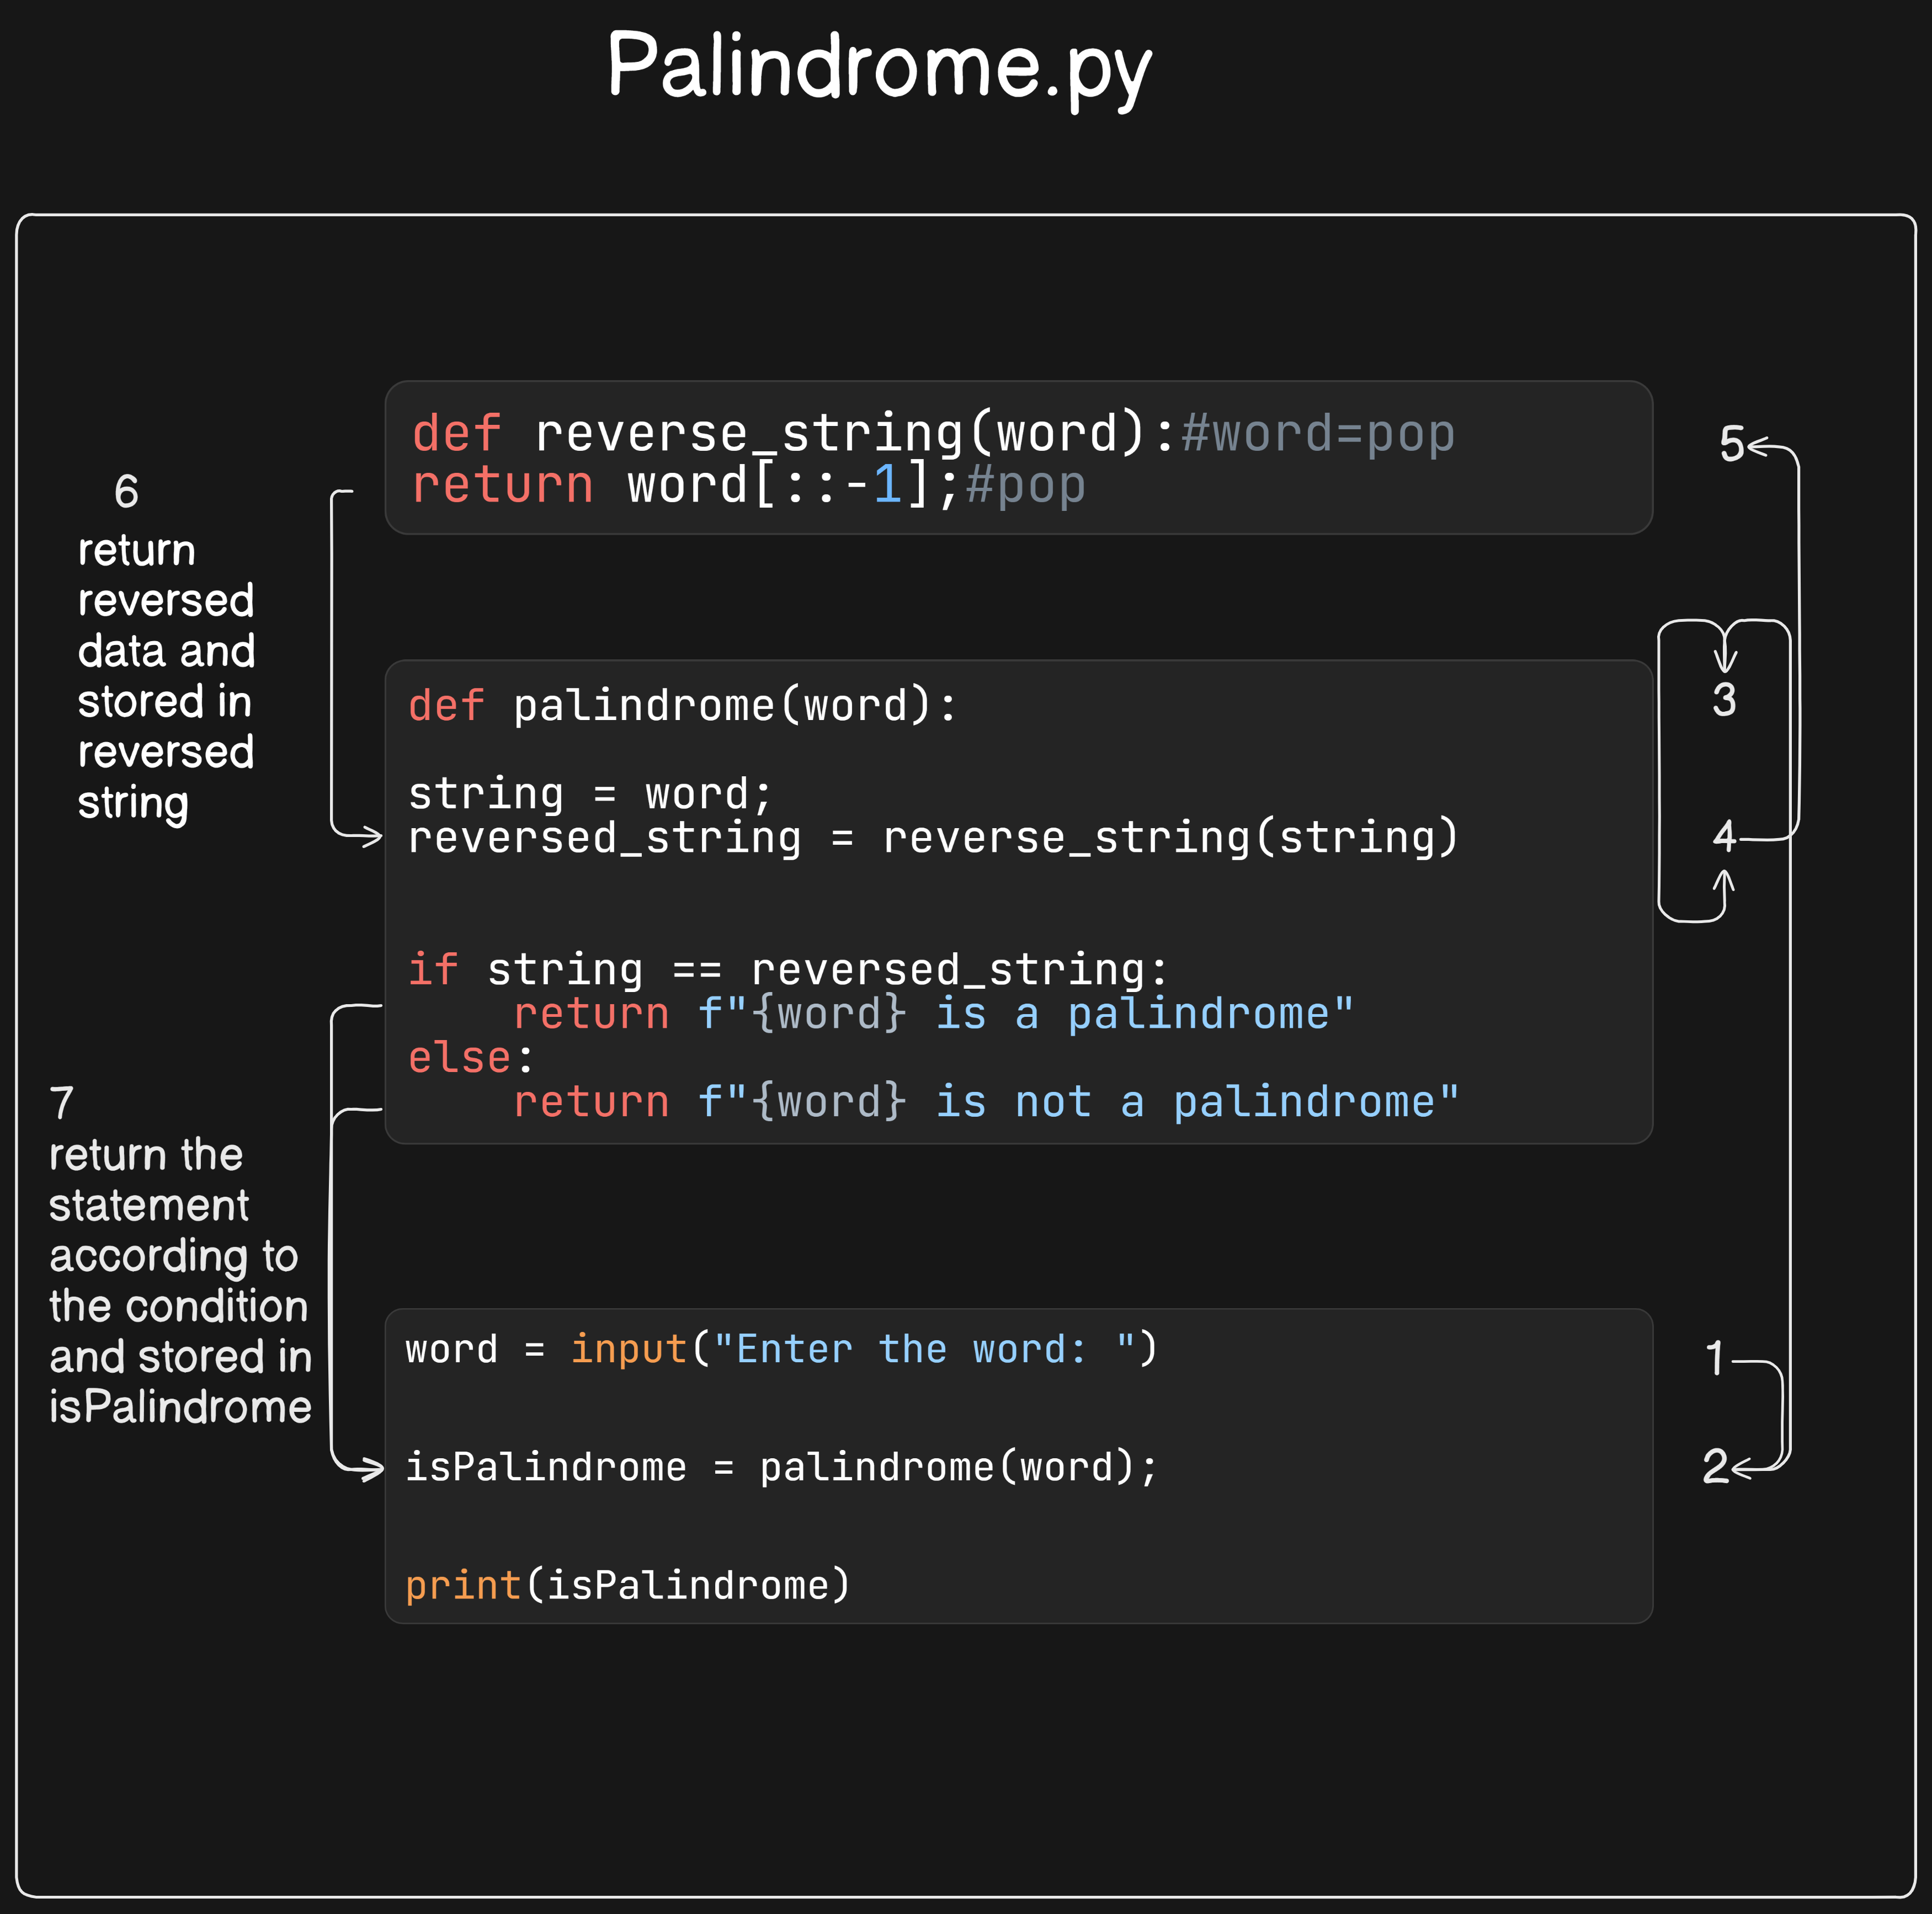 Palindrome.py
def reverse_string(word):#word=pop
return word[::-1];#pop
5
6
return
reversed
data and
stored in
reversed
string
def palindrome(word):
3
string = word;
reversed_string = reverse_string(string)
4
if string == reversed_string:
    return f"{word} is a palindrome"
else:
    return f"{word} is not a palindrome"
7
return the
statement
according to
the condition
and stored in
isPalindrome
word = input("Enter the word: ")
1
isPalindrome = palindrome(word);
2
print(isPalindrome)